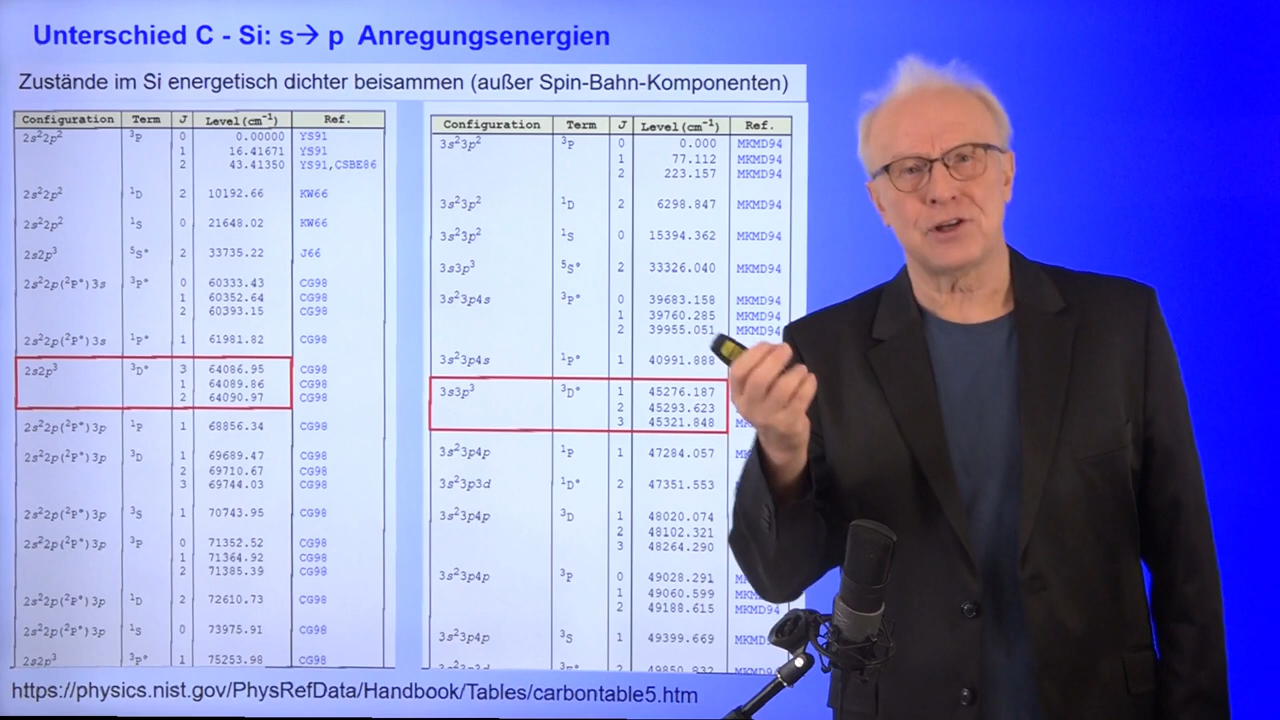 Unterschied C - Si: s→ p Anregungsenergien
Zustände im Si energetisch dichter beisammen (außer Spin-Bahn-Komponenten)
Configuration Term J Level(cm⁻¹) Ref.
2s²2p² ³P 0 0.00000 YS91
1 16.41671 YS91
2 43.41350 YS91,CSBE86
2s²2p² ¹D 2 10192.66 KW66
2s²2p² ¹S 0 21648.02 KW66
2s2p³ ⁵S° 2 33735.22 J66
2s²2p(²P°)3s ³P° 0 60333.43 CG98
1 60352.64 CG98
2 60393.15 CG98
2s²2p(²P°)3s ¹P° 1 61981.82 CG98
2s2p³ ³D° 3 64086.95 CG98
1 64089.86 CG98
2 64090.97 CG98
2s²2p(²P°)3p ¹P 1 68856.34 CG98
2s²2p(²P°)3p ³D 1 69689.47 CG98
2 69710.67 CG98
3 69744.03 CG98
2s²2p(²P°)3p ³S 1 70743.95 CG98
2s²2p(²P°)3p ³P 0 71352.52 CG98
1 71364.92 CG98
2 71385.39 CG98
2s²2p(²P°)3p ¹D 2 72610.73 CG98
2s²2p(²P°)3p ¹S 0 73975.91 CG98
2s2p³ ³P° 1 75253.98 CG98
Configuration Term J Level(cm⁻¹) Ref.
3s²3p² ³P 0 0.000 MKMD94
1 77.112 MKMD94
2 223.157 MKMD94
3s²3p² ¹D 2 6298.847 MKMD94
3s²3p² ¹S 0 15394.362 MKMD94
3s3p³ ⁵S° 2 33326.040 MKMD94
3s²3p4s ³P° 0 39683.158 MKMD94
1 39760.285 MKMD94
2 39955.051 MKMD94
3s²3p4s ¹P° 1 40991.888
3s3p³ ³D° 1 45276.187
2 45293.623
3 45321.848
3s²3p4p ¹P 1 47284.057
3s²3p3d ¹D° 2 47351.553
3s²3p4p ³D 1 48020.074
2 48102.321
3 48264.290
3s²3p4p ³P 0 49028.291
1 49060.599
2 49188.615 MKMD94
3s²3p4p ³S 1 49399.669
https://physics.nist.gov/PhysRefData/Handbook/Tables/carbontable5.htm